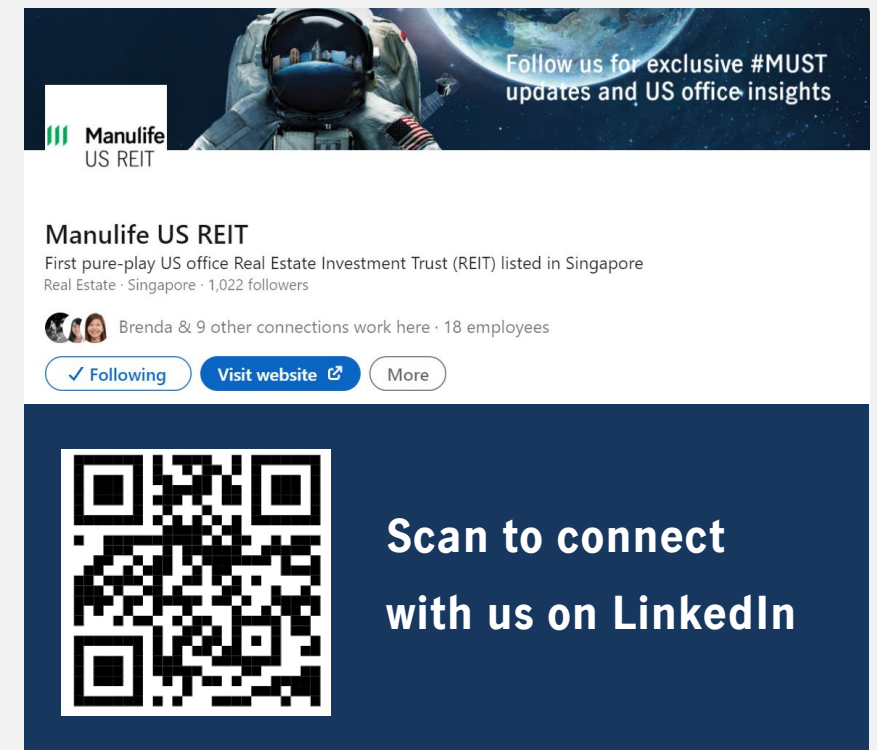 Follow us for exclusive #MUST
updates and US office insights
Manulife
US REIT
Manulife US REIT
First pure-play US office Real Estate Investment Trust (REIT) listed in Singapore
Real Estate · Singapore · 1,022 followers
Brenda & 9 other connections work here · 18 employees
✓ Following
Visit website
More
Scan to connect
with us on LinkedIn